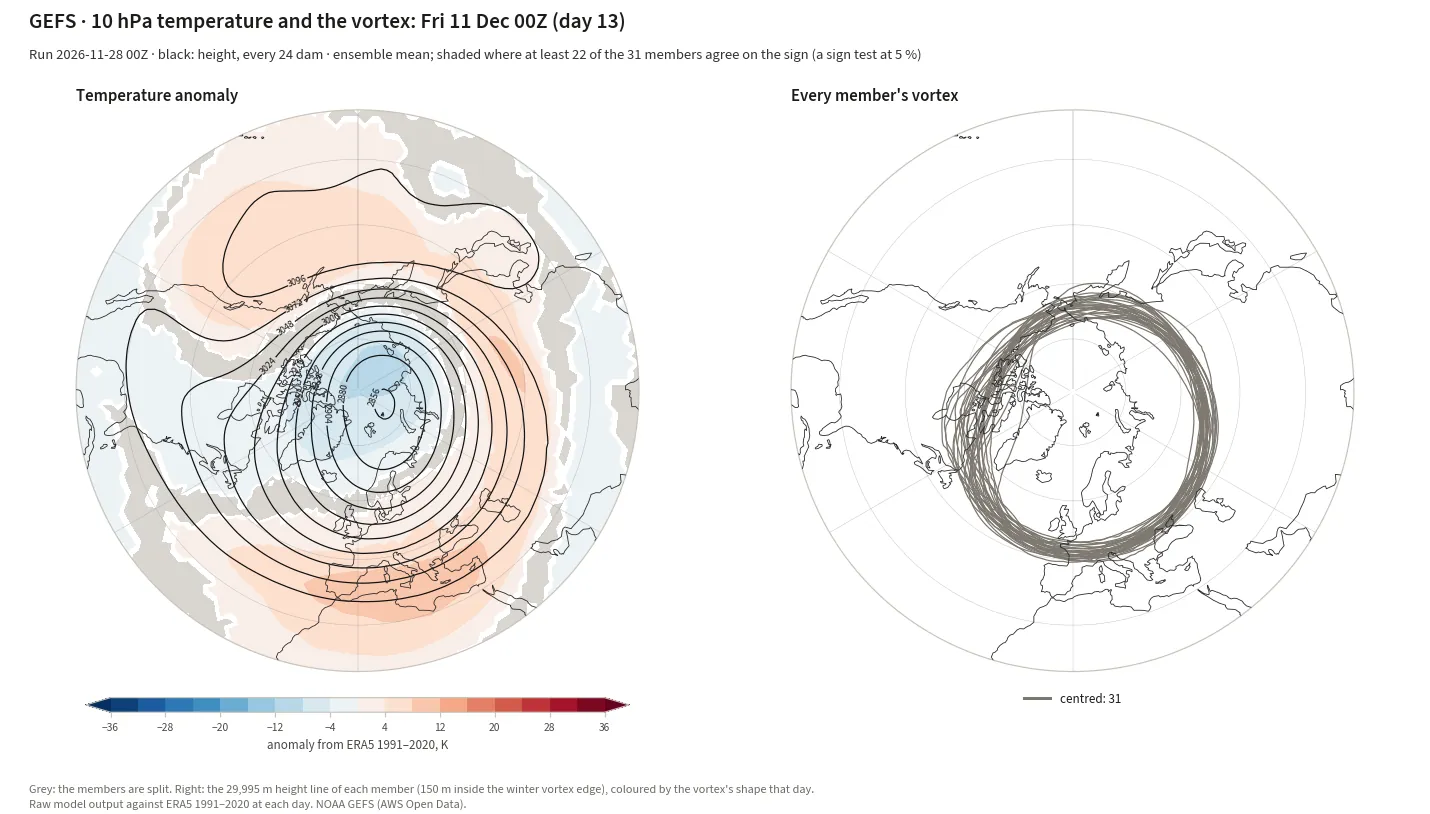 GEFS · 10 hPa temperature and the vortex: Fri 11 Dec 00Z (day 13)
Run 2026-11-28 00Z · black: height, every 24 dam · ensemble mean; shaded where at least 22 of the 31 members agree on the sign (a sign test at 5 %)
Temperature anomaly
Every member's vortex
3096
3072
3048
3000
3024
2880
2856
2904
centred: 31
−36
−28
−20
−12
−4
4
12
20
28
36
anomaly from ERA5 1991–2020, K
Grey: the members are split. Right: the 29,995 m height line of each member (150 m inside the winter vortex edge), coloured by the vortex's shape that day.
Raw model output against ERA5 1991–2020 at each day. NOAA GEFS (AWS Open Data).